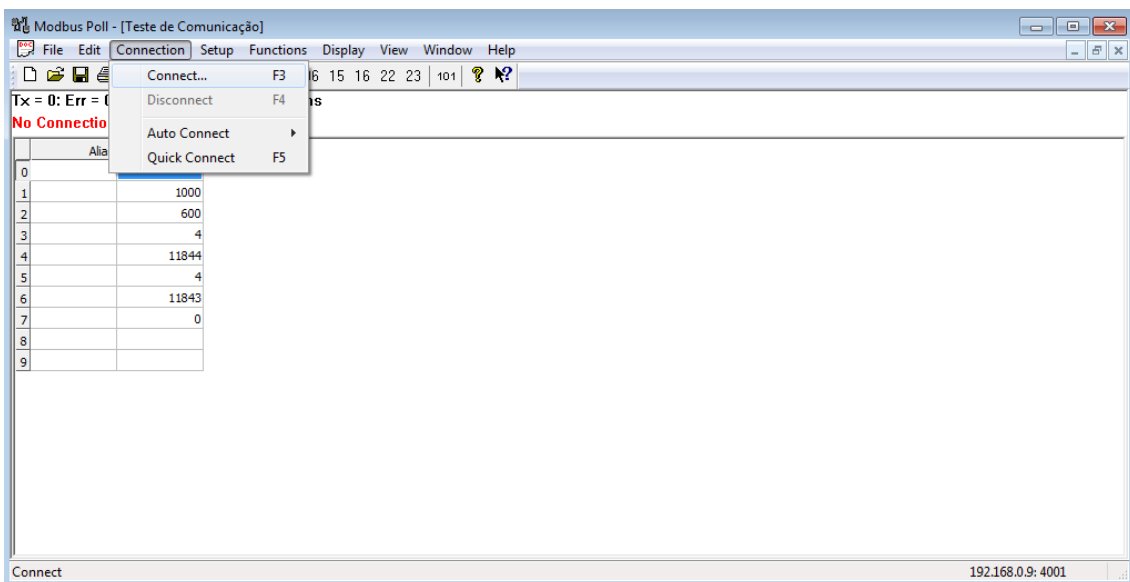 Modbus Poll - [Teste de Comunicação]
File Edit Connection Setup Functions Display View Window Help
15 16 22 23 101
Connect... F3
Tx = 0: Err =
Disconnect F4
No Connectio
Auto Connect
Alia
Quick Connect F5
0
1 1000
2 600
3 4
4 11844
5 4
6 11843
7 0
8
9
Connect 192.168.0.9: 4001